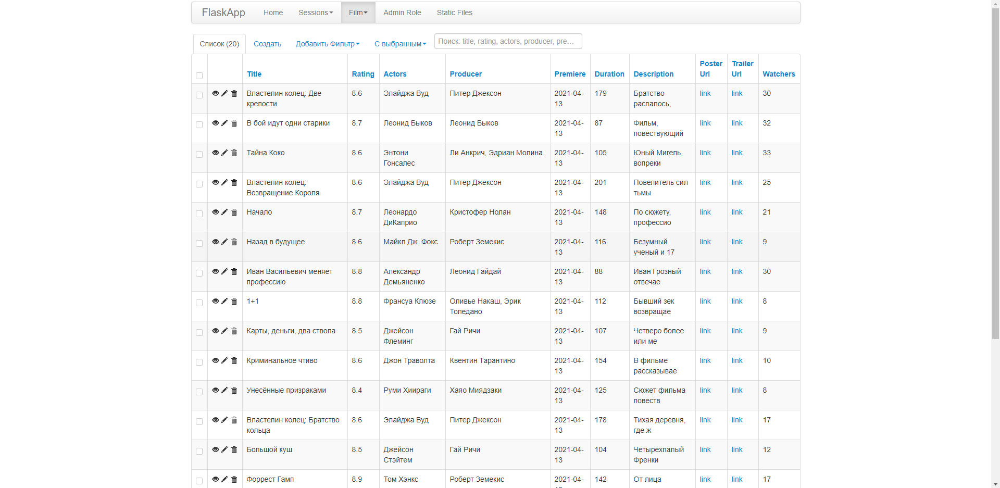 FlaskApp Home Sessions Film Admin Role Static Files
Список (20) Создать Добавить Фильтр С выбранным Поиск: title, rating, actors, producer, pre...
Poster Trailer
Title Rating Actors Producer Premiere Duration Description Url Url Watchers
Властелин колец: Две 8.6 Элайджа Вуд Питер Джексон 2021-04- 179 Братство link link 30
крепости 13 распалось,
В бой идут одни старики 8.7 Леонид Быков Леонид Быков 2021-04- 87 Фильм, link link 32
13 повествующий
Тайна Коко 8.6 Энтони Ли Анкрич, Эдриан Молина 2021-04- 105 Юный Мигель, link link 33
Гонсалес 13 вопреки
Властелин колец: 8.6 Элайджа Вуд Питер Джексон 2021-04- 201 Повелитель сил link link 25
Возвращение Короля 13 тьмы
Начало 8.7 Леонардо Кристофер Нолан 2021-04- 148 По сюжету, link link 21
ДиКаприо 13 профессио
Назад в будущее 8.6 Майкл Дж. Фокс Роберт Земекис 2021-04- 116 Безумный link link 9
13 ученый и 17
Иван Васильевич меняет 8.8 Александр Леонид Гайдай 2021-04- 88 Иван Грозный link link 30
профессию Демьяненко 13 отвечае
1+1 8.8 Франсуа Клюзе Оливье Накаш, Эрик 2021-04- 112 Бывший зек link link 8
Толедано 13 возвращае
Карты, деньги, два ствола 8.5 Джейсон Гай Ричи 2021-04- 107 Четверо более link link 9
Флеминг 13 или ме
Криминальное чтиво 8.6 Джон Траволта Квентин Тарантино 2021-04- 154 В фильме link link 10
13 рассказывае
Унесённые призраками 8.4 Руми Хиираги Хаяо Миядзаки 2021-04- 125 Сюжет фильма link link 8
13 повеств
Властелин колец: Братство 8.6 Элайджа Вуд Питер Джексон 2021-04- 178 Тихая деревня, link link 17
кольца 13 где ж
Большой куш 8.5 Джейсон Гай Ричи 2021-04- 104 Четырехпалый link link 12
Стэйтем 13 Френки
Форрест Гамп 8.9 Том Хэнкс Роберт Земекис 2021-04- 142 От лица link link 17